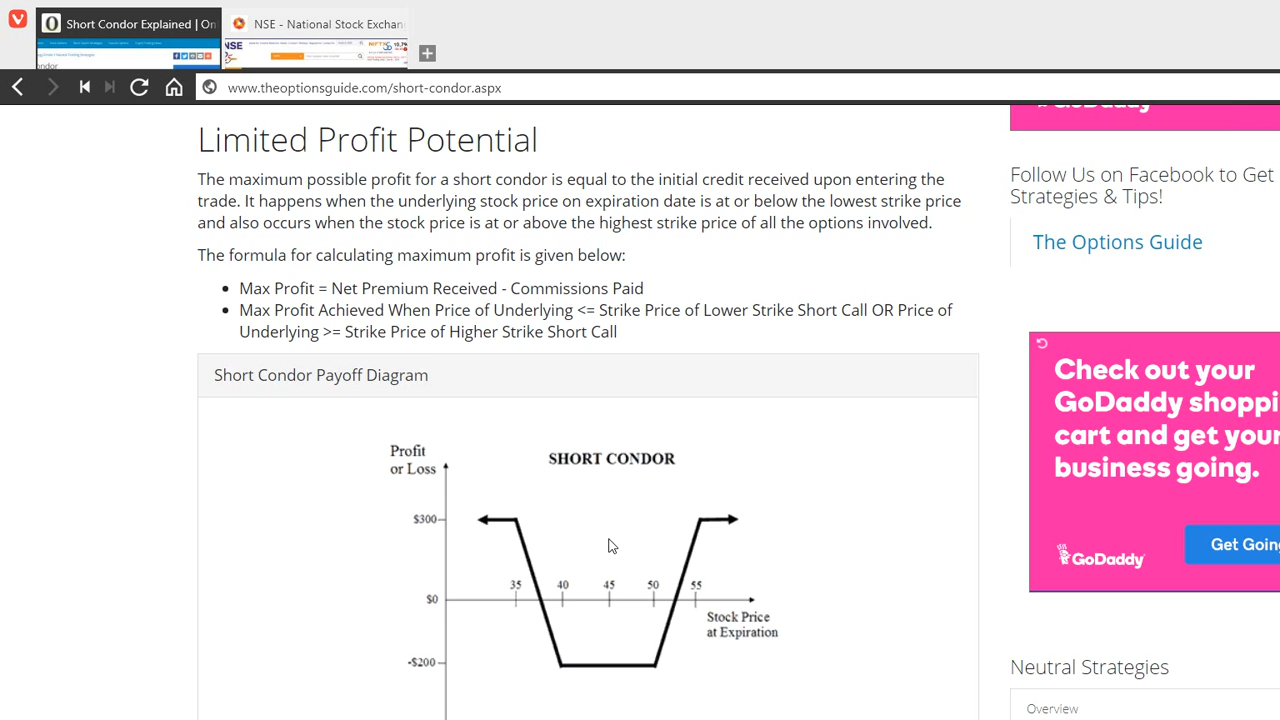 Short Condor Explained | On
NSE - National Stock Exchan
www.theoptionsguide.com/short-condor.aspx
Limited Profit Potential
The maximum possible profit for a short condor is equal to the initial credit received upon entering the
trade. It happens when the underlying stock price on expiration date is at or below the lowest strike price
and also occurs when the stock price is at or above the highest strike price of all the options involved.
The formula for calculating maximum profit is given below:
Max Profit = Net Premium Received - Commissions Paid
Max Profit Achieved When Price of Underlying <= Strike Price of Lower Strike Short Call OR Price of
Underlying >= Strike Price of Higher Strike Short Call
Short Condor Payoff Diagram
Profit
or Loss
SHORT CONDOR
$300
35 40 45 50 55
$0
Stock Price
at Expiration
-$200
GoDaddy
Follow Us on Facebook to Get
Strategies & Tips!
The Options Guide
Check out your
GoDaddy shoppi
cart and get your
business going.
GoDaddy
Get Going
Neutral Strategies
Overview